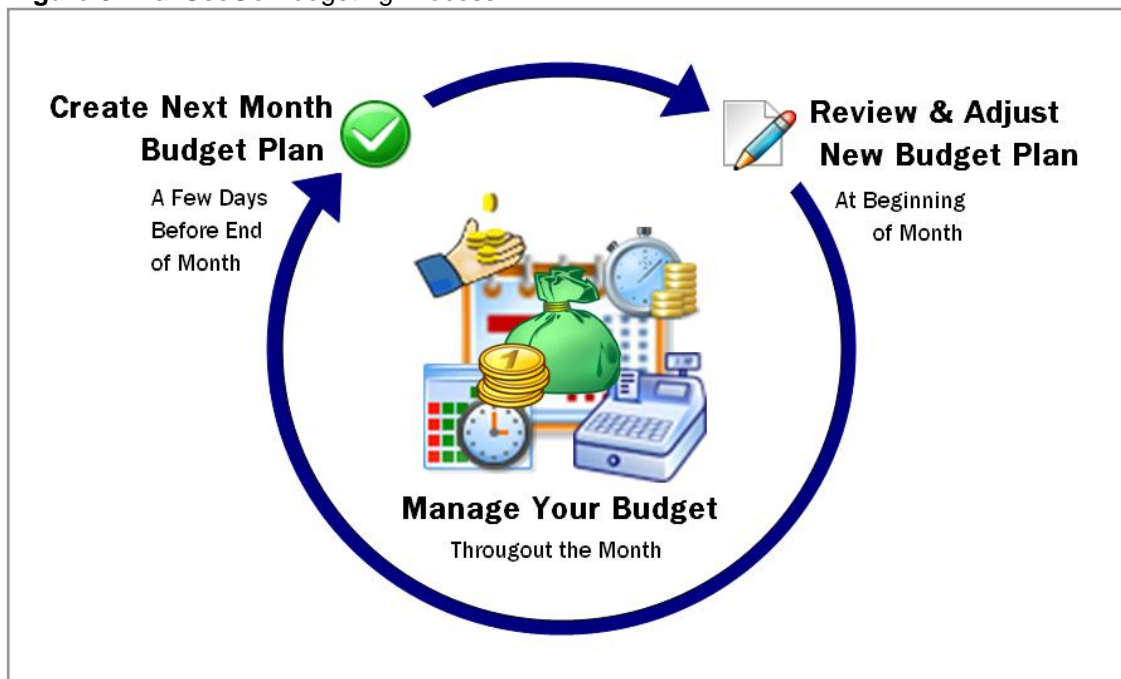 Create Next Month
Budget Plan
A Few Days
Before End
of Month
Review & Adjust
New Budget Plan
At Beginning
of Month
1
Manage Your Budget
Througout the Month